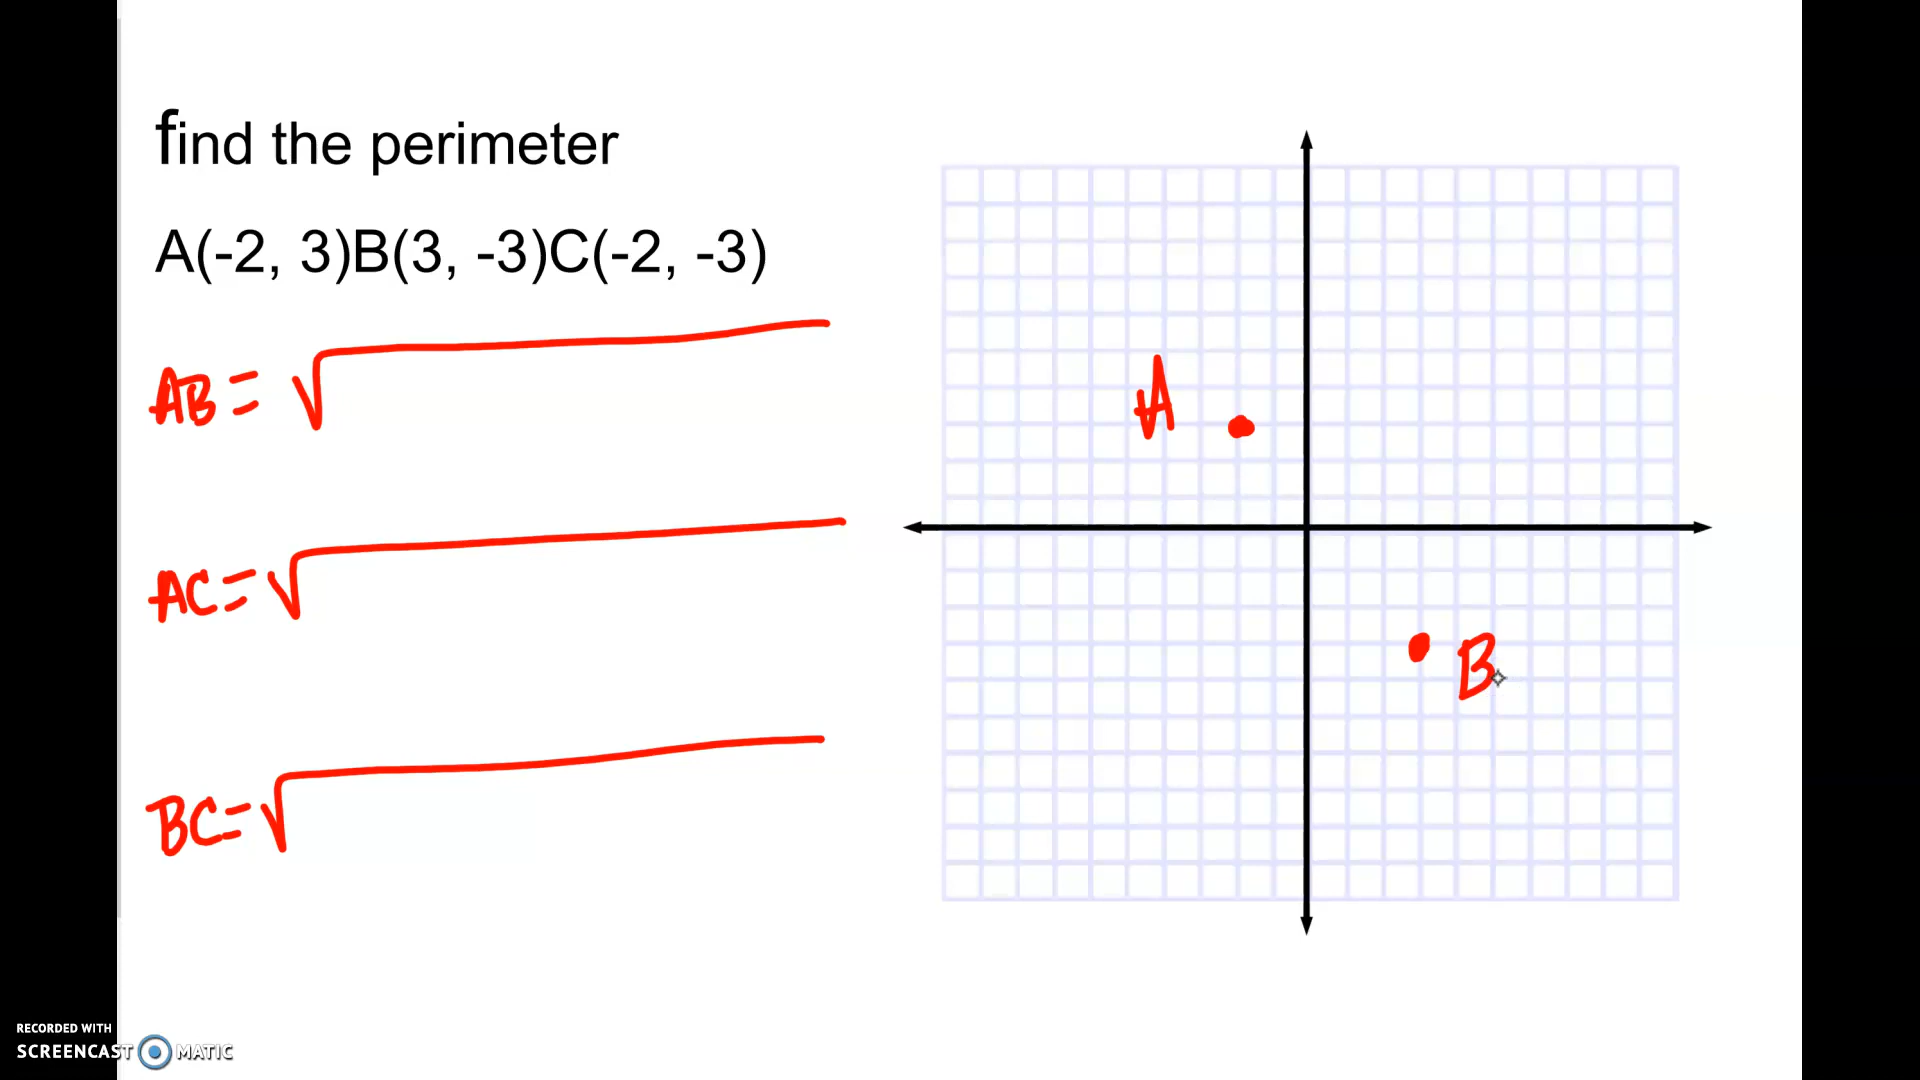 find the perimeter
A(-2, 3)B(3, -3)C(-2, -3)
AB = √
AC = √
BC = √
A
B
RECORDED WITH
SCREENCAST MATIC